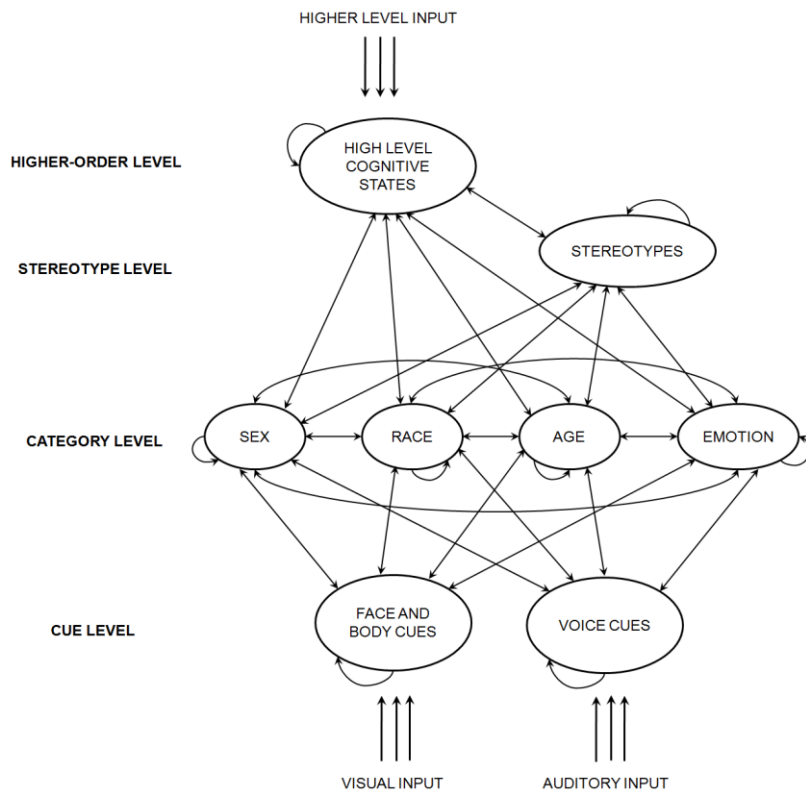 HIGHER LEVEL INPUT
HIGHER-ORDER LEVEL
HIGH LEVEL
COGNITIVE
STATES
STEREOTYPE LEVEL
STEREOTYPES
CATEGORY LEVEL
SEX
RACE
AGE
EMOTION
CUE LEVEL
FACE AND
BODY CUES
VOICE CUES
VISUAL INPUT
AUDITORY INPUT